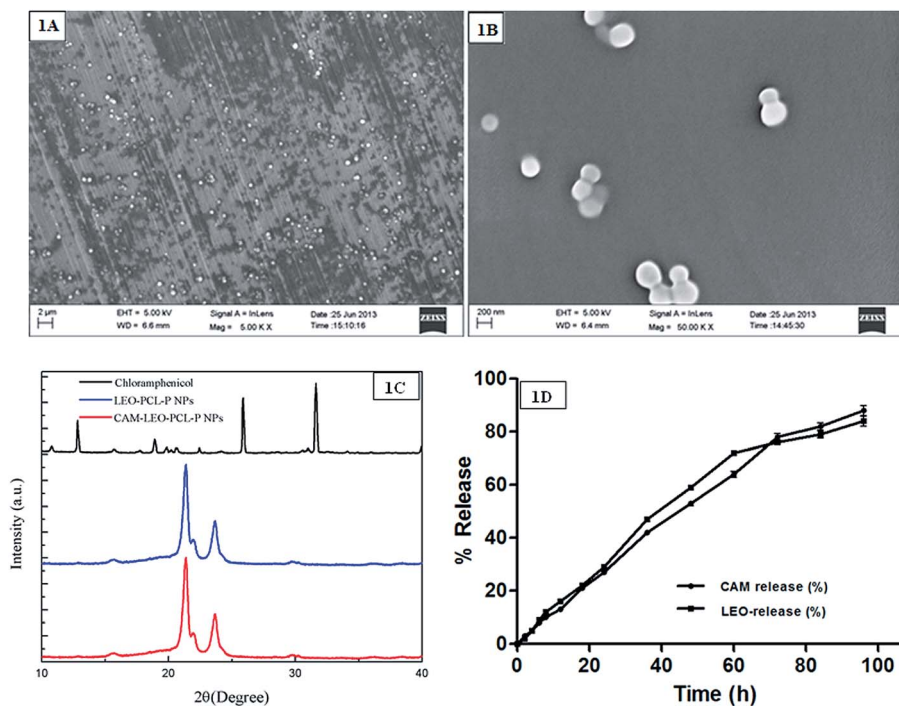 1A
2 µm
EHT = 5.00 kV
WD = 6.6 mm
Signal A = InLens
Mag = 5.00 K X
Date :25 Jun 2013
Time :15:10:16
ZEISS
1B
200 nm
EHT = 5.00 kV
WD = 6.4 mm
Signal A = InLens
Mag = 50.00 K X
Date :25 Jun 2013
Time :14:45:30
ZEISS
1C
Chloramphenicol
LEO-PCL-P NPs
CAM-LEO-PCL-P NPs
Intensity (a.u.)
10 20 30 40
2θ(Degree)
1D
100
80
60
40
20
0
% Release
CAM release (%)
LEO-release (%)
0 20 40 60 80 100
Time (h)